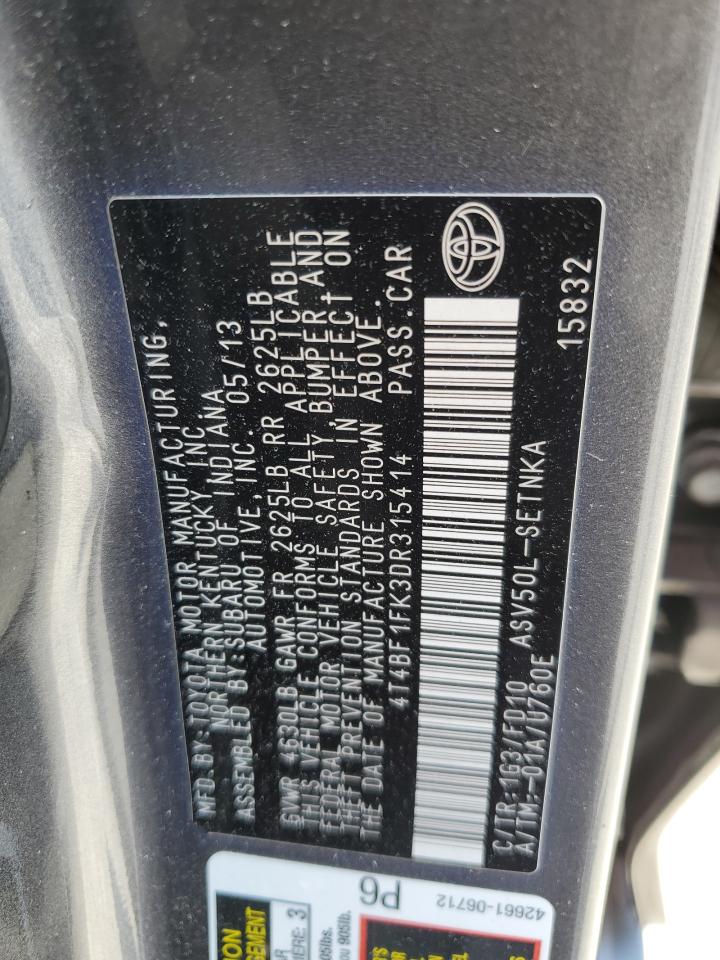 MFD. BY:TOYOTA MOTOR MANUFACTURING,
NORTHERN KENTUCKY INC.
ASSEMBLED BY:SUBARU OF INDIANA
AUTOMOTIVE, INC. 05/13
GVWR 4630LB GAWR FR 2625LB RR 2625LB
THIS VEHICLE CONFORMS TO ALL APPLICABLE
FEDERAL MOTOR VEHICLE SAFETY, BUMPER AND
THEFT PREVENTION STANDARDS IN EFFECT ON
THE DATE OF MANUFACTURE SHOWN ABOVE.
4T4BF1FK3DR315414 PASS.CAR
C/TR:1G3/FD10 ASV50L-SETNKA 15832
A/TM:-01A/U760E
3
905lb.
P6
42661-06712